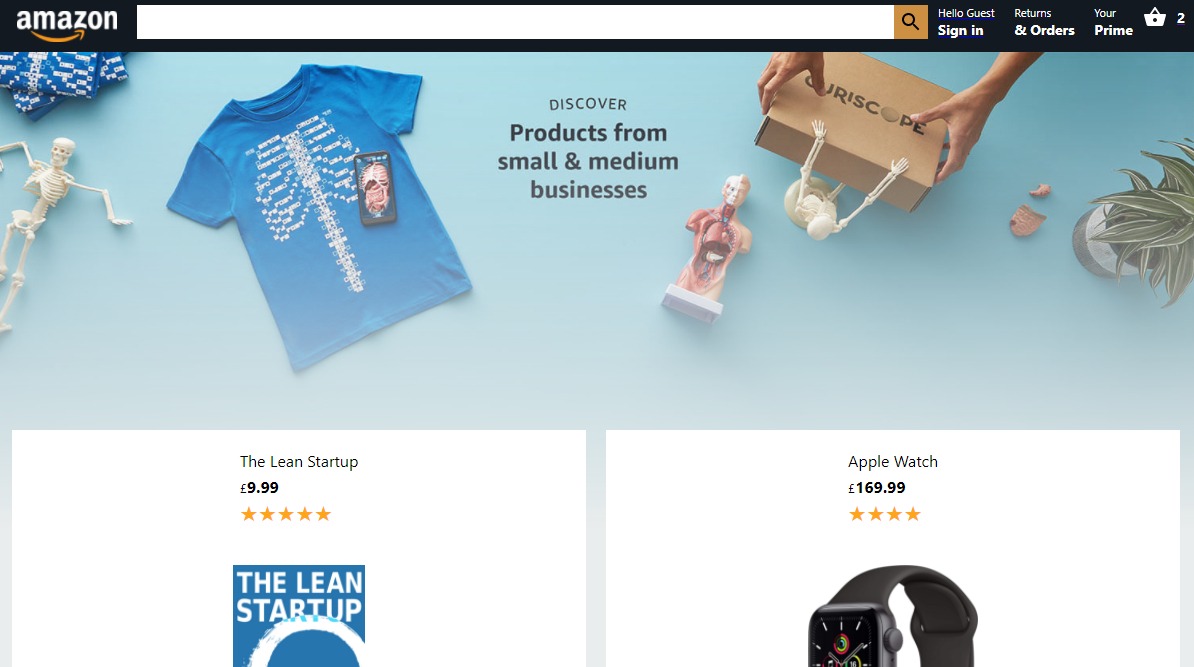 amazon
Hello Guest
Sign in
Returns
& Orders
Your
Prime
2
DISCOVER
Products from
small & medium
businesses
CURISCOPE
The Lean Startup
£9.99
★★★★★
Apple Watch
£169.99
★★★★
THE LEAN
STARTUP